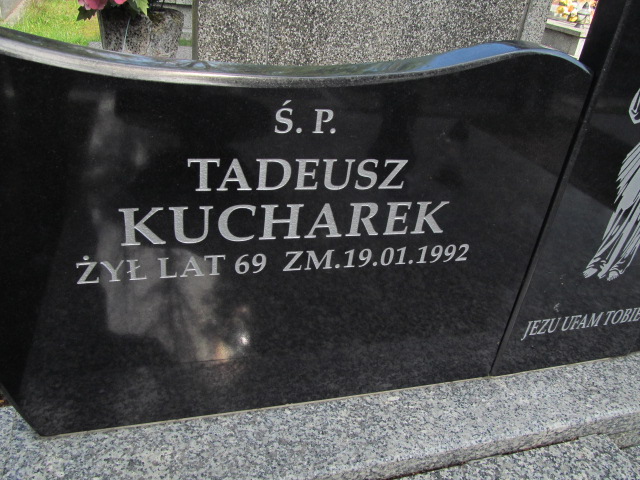 Ś. P.
TADEUSZ
KUCHAREK
ŻYŁ LAT 69 ZM.19.01.1992
JEZU UFAM TOBIE